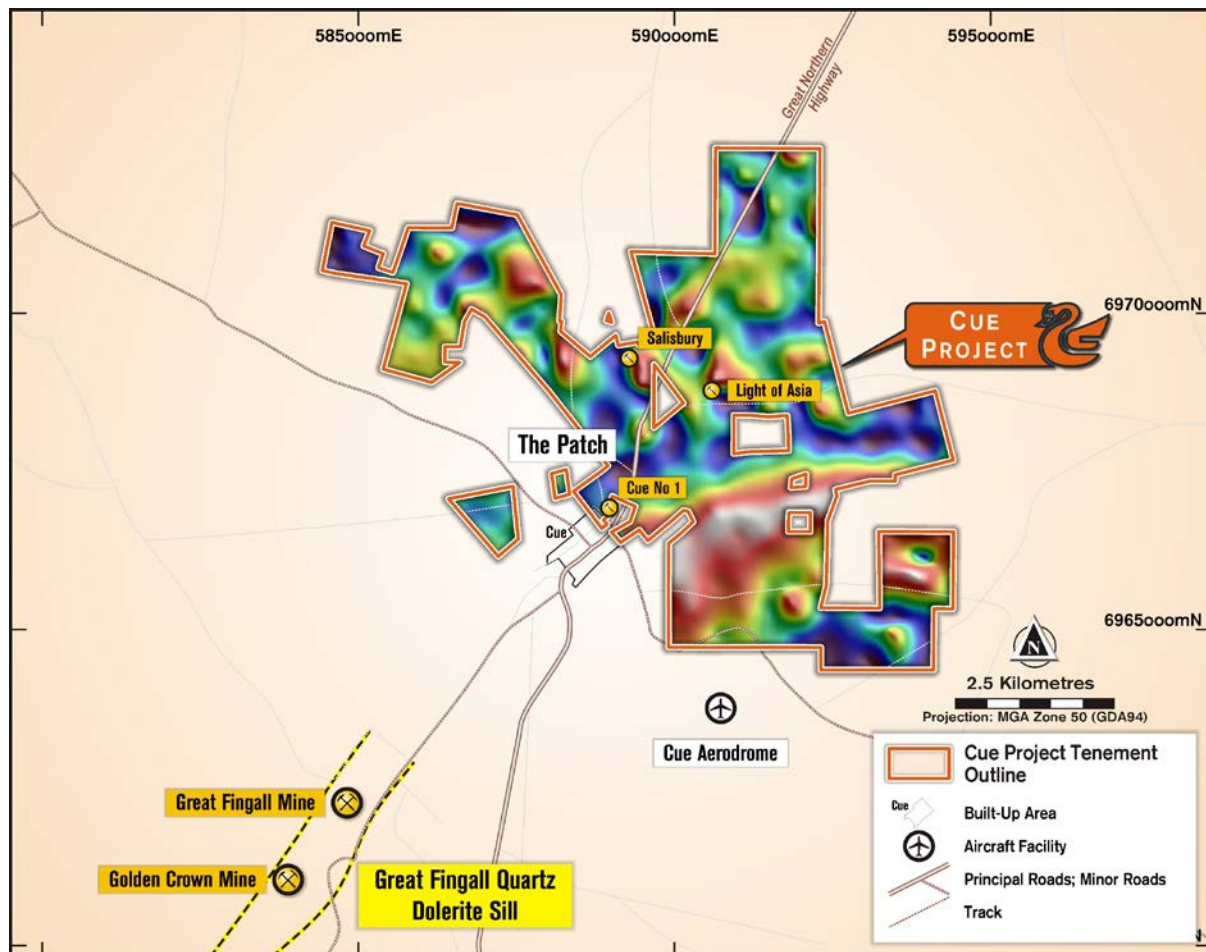 585000mE
590000mE
595000mE
Great Northern
Highway
6970000mN
CUE
PROJECT
Salisbury
Light of Asia
The Patch
Cue No 1
Cue
6965000mN
N
2.5 Kilometres
Projection: MGA Zone 50 (GDA94)
Cue Aerodrome
Great Fingall Mine
Golden Crown Mine
Great Fingall Quartz
Dolerite Sill
Cue Project Tenement
Outline
Cue
Built-Up Area
Aircraft Facility
Principal Roads; Minor Roads
Track